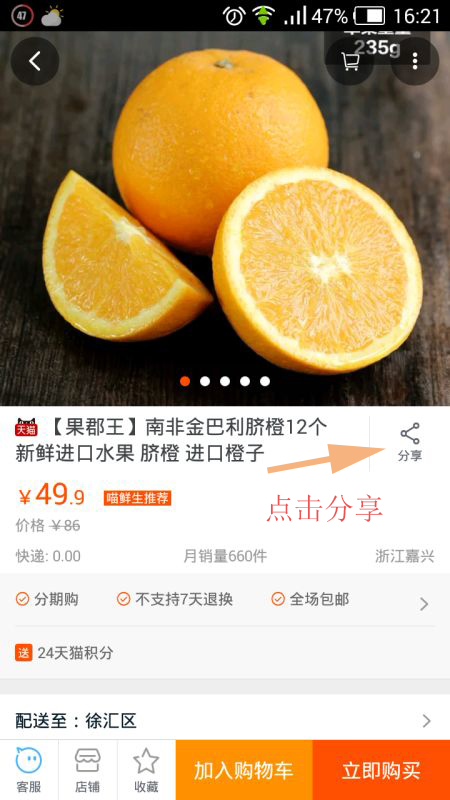 47
47%
16:21
235g
天猫
【果郡王】南非金巴利脐橙12个
新鲜进口水果 脐橙 进口橙子
分享
￥49.9
喵鲜生推荐
点击分享
价格 ￥86
快递: 0.00
月销量660件
浙江嘉兴
分期购
不支持7天退换
全场包邮
送 24天猫积分
配送至：徐汇区
客服
店铺
收藏
加入购物车
立即购买